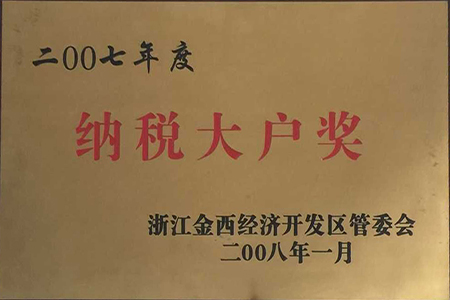 二00七年度
纳税大户奖
浙江金西经济开发区管委会
二00八年一月